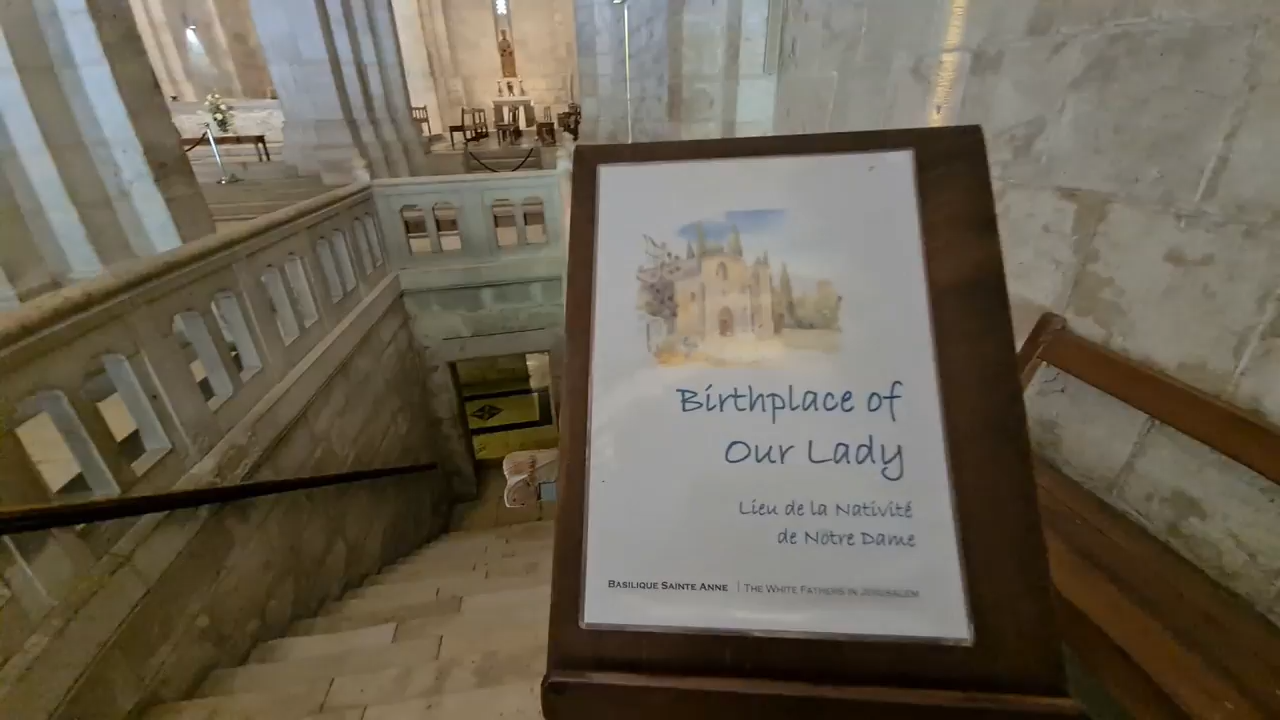 Birthplace of
Our Lady
Lieu de la Nativité
de Notre Dame
BASILIQUE SAINTE ANNE | THE WHITE FATHERS IN JERUSALEM